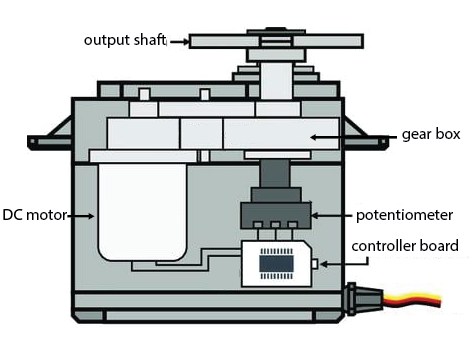 output shaft
gear box
DC motor
potentiometer
controller board